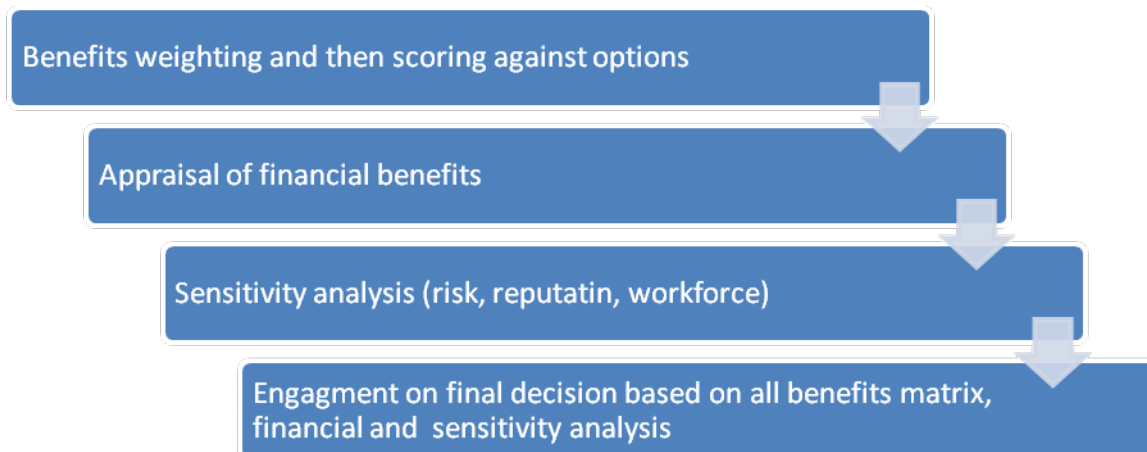 Benefits weighting and then scoring against options
Appraisal of financial benefits
Sensitivity analysis (risk, reputatin, workforce)
Engagment on final decision based on all benefits matrix,
financial and  sensitivity analysis